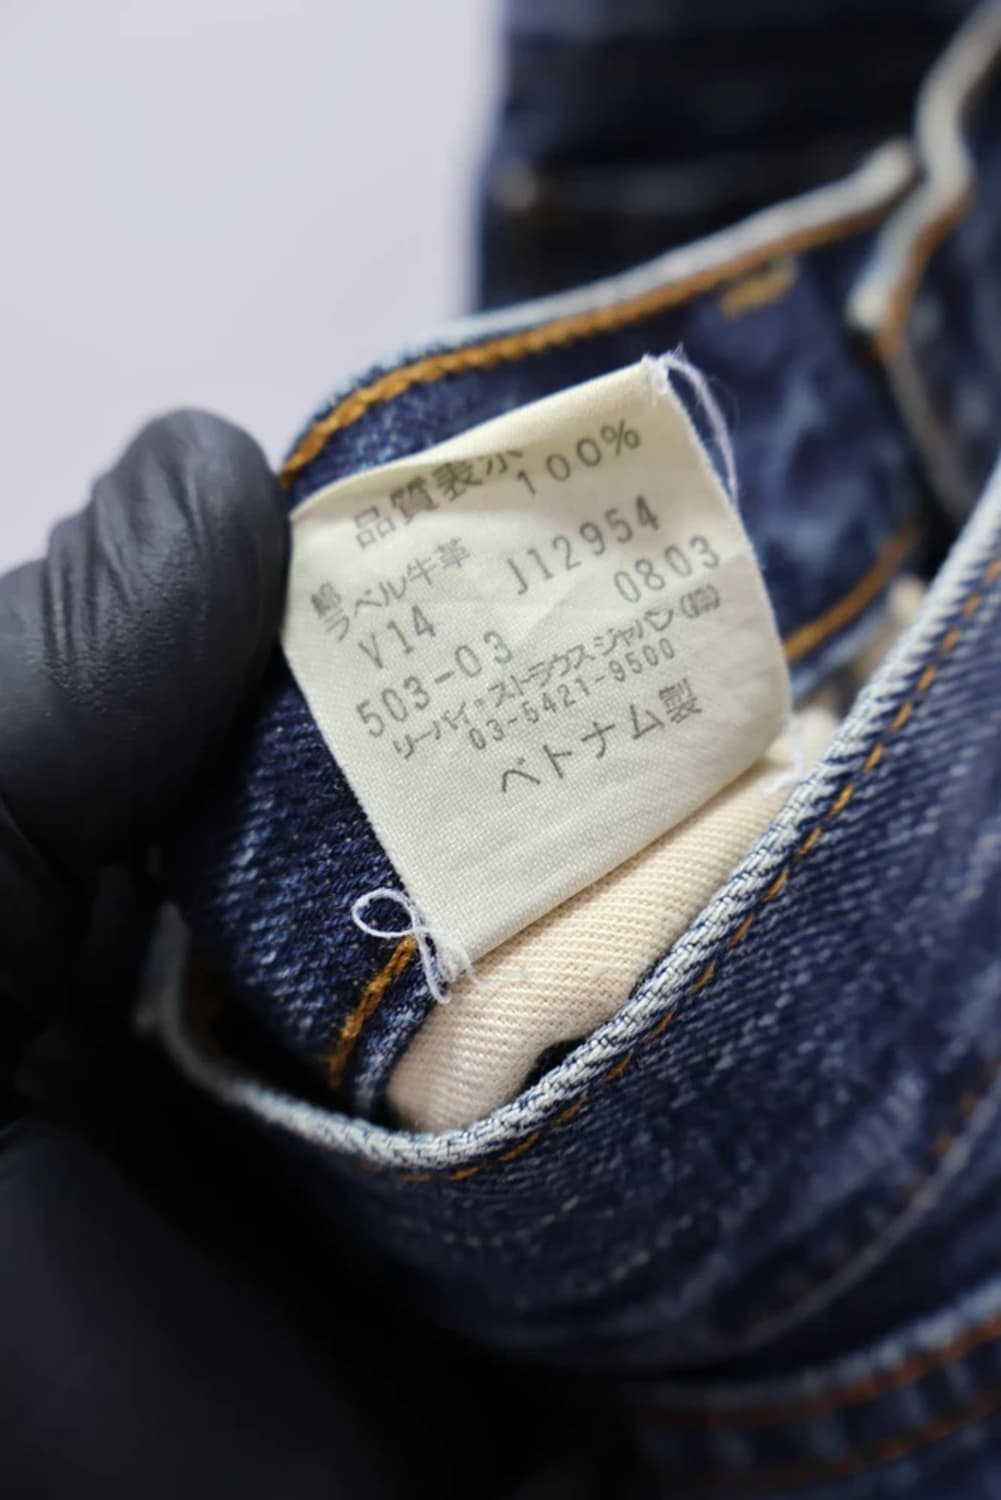 品質表示
綿 100%
ラベル牛革
V14 J12954
503-03 0803
リーバイ・ストラウスジャパン(株)
03-5421-9500
ベトナム製